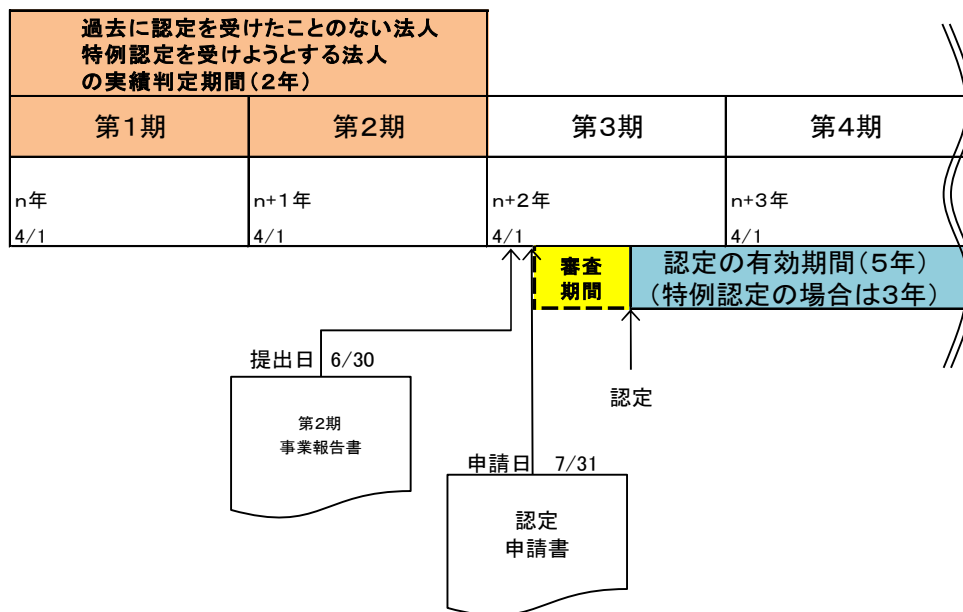 過去に認定を受けたことのない法人
特例認定を受けようとする法人
の実績判定期間（2年）
第１期
第２期
第３期
第４期
n年
4/1
n+1年
4/1
n+2年
4/1
n+3年
4/1
審査
期間
認定の有効期間（5年）
（特例認定の場合は3年）
提出日 6/30
認定
第2期
事業報告書
申請日 7/31
認定
申請書